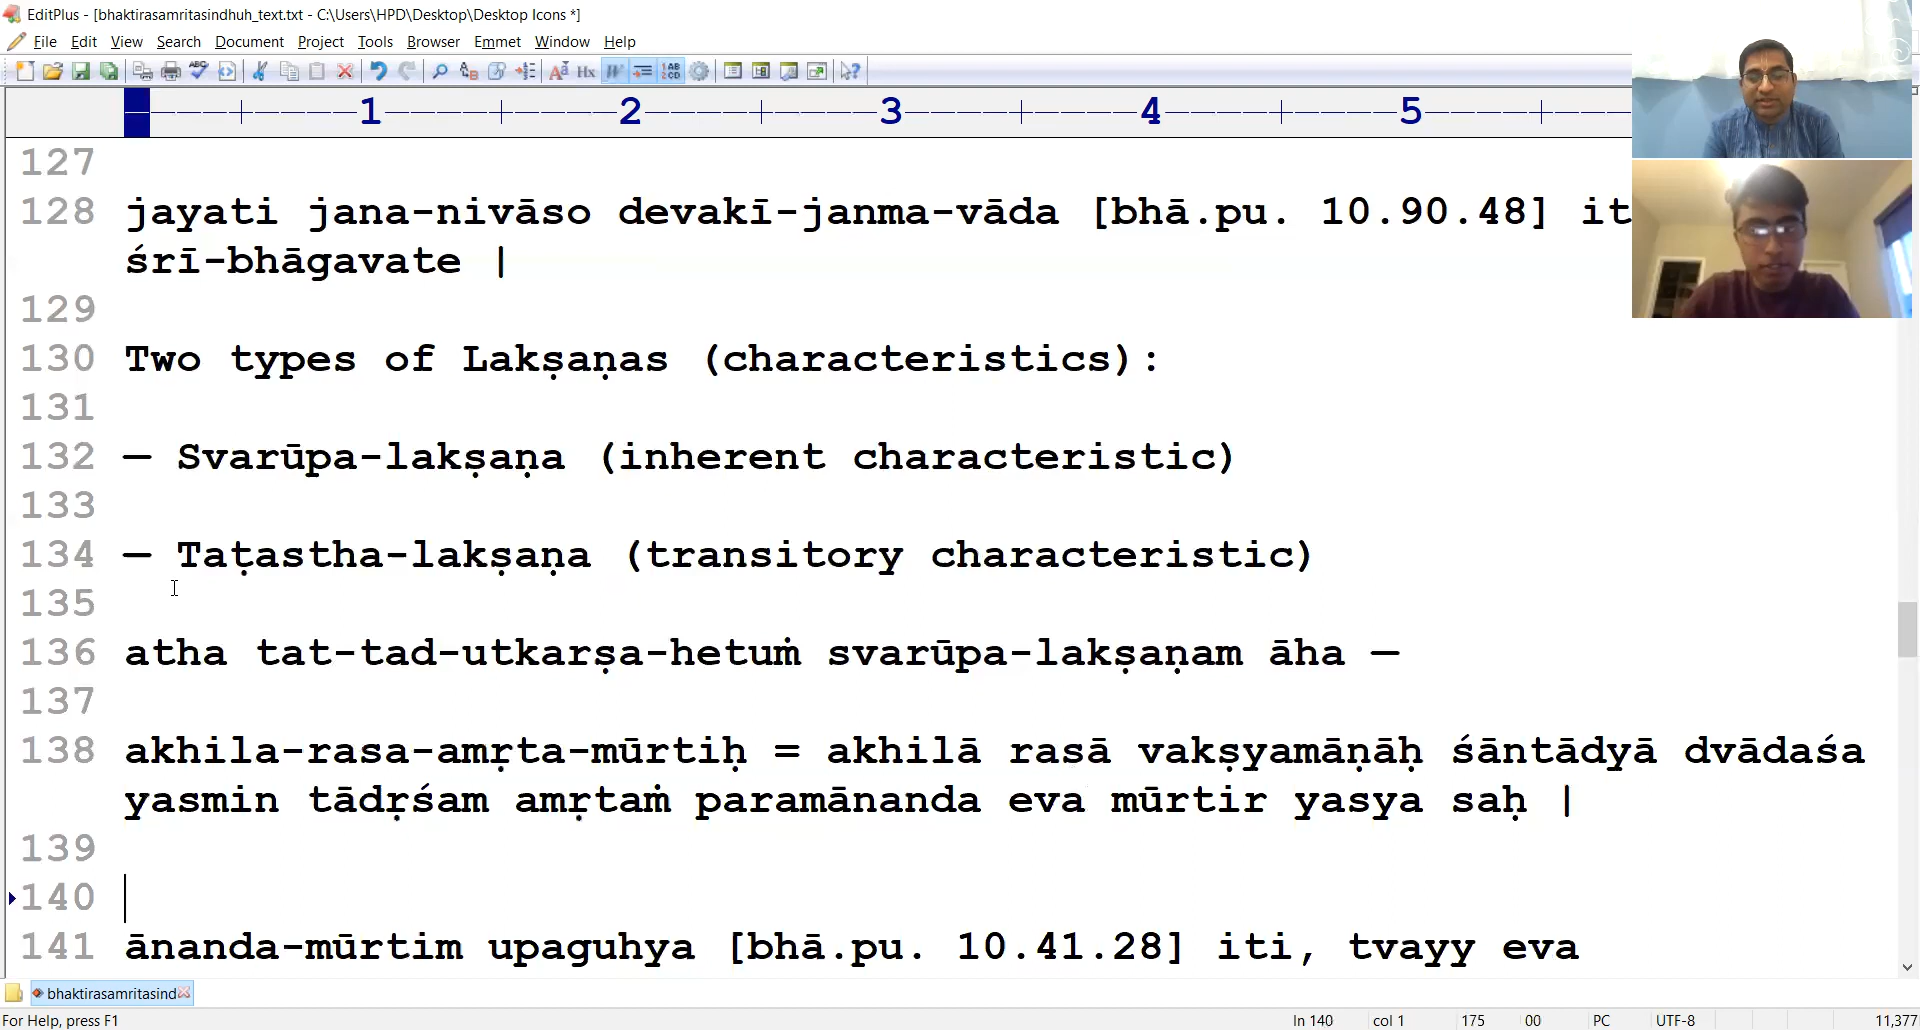 EditPlus - [bhaktirasamritasindhuh_text.txt - C:\Users\HPD\Desktop\Desktop Icons *]
File Edit View Search Document Project Tools Browser Emmet Window Help
1 2 3 4 5
127
128 jayati jana-nivāso devakī-janma-vāda [bhā.pu. 10.90.48] it
śrī-bhāgavate |
129
130 Two types of Lakṣaṇas (characteristics):
131
132 — Svarūpa-lakṣaṇa (inherent characteristic)
133
134 — Taṭastha-lakṣaṇa (transitory characteristic)
135
136 atha tat-tad-utkarṣa-hetuṁ svarūpa-lakṣaṇam āha —
137
138 akhila-rasa-amṛta-mūrtiḥ = akhilā rasā vakṣyamāṇāḥ śāntādyā dvādaśa
yasmin tādṛśam amṛtaṁ paramānanda eva mūrtir yasya saḥ |
139
140
141 ānanda-mūrtim upaguhya [bhā.pu. 10.41.28] iti, tvayy eva
bhaktirasamritasind
For Help, press F1 ln 140 col 1 175 00 PC UTF-8 11,377